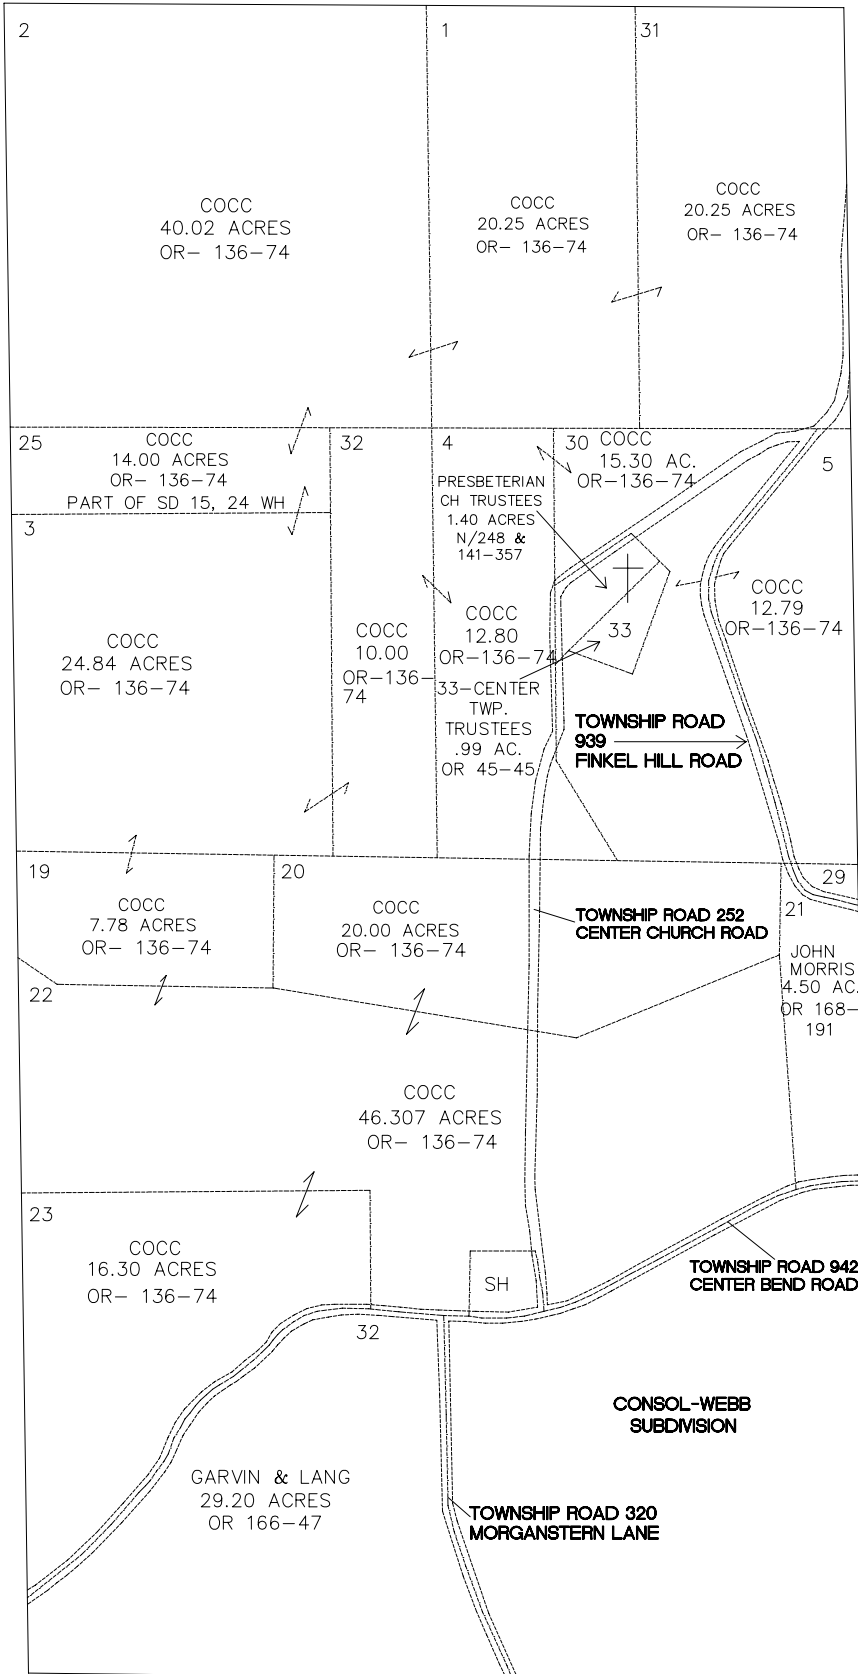 2
1
31
COCC
40.02 ACRES
OR- 136-74
COCC
20.25 ACRES
OR- 136-74
COCC
20.25 ACRES
OR- 136-74
25
COCC
14.00 ACRES
OR- 136-74
PART OF SD 15, 24 WH
32
4
30
COCC
15.30 AC.
OR-136-74
5
PRESBETERIAN
CH TRUSTEES
1.40 ACRES
N/248 &
141-357
3
COCC
24.84 ACRES
OR- 136-74
COCC
10.00
OR-136-
74
COCC
12.80
OR-136-74
33
COCC
12.79
OR-136-74
33-CENTER
TWP.
TRUSTEES
.99 AC.
OR 45-45
TOWNSHIP ROAD
939
FINKEL HILL ROAD
19
COCC
7.78 ACRES
OR- 136-74
20
COCC
20.00 ACRES
OR- 136-74
TOWNSHIP ROAD 252
CENTER CHURCH ROAD
29
21
JOHN
MORRIS
4.50 AC.
OR 168-
191
22
COCC
46.307 ACRES
OR- 136-74
23
COCC
16.30 ACRES
OR- 136-74
SH
TOWNSHIP ROAD 942
CENTER BEND ROAD
32
CONSOL-WEBB
SUBDIVISION
GARVIN & LANG
29.20 ACRES
OR 166-47
TOWNSHIP ROAD 320
MORGANSTERN LANE